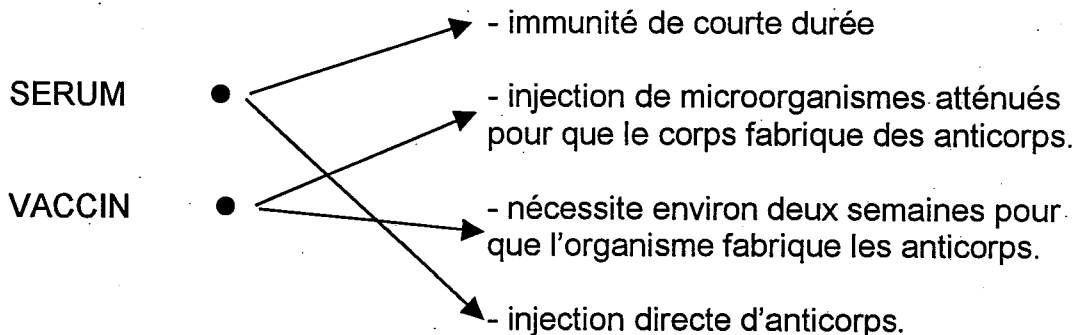 - immunité de courte durée
SERUM
- injection de microorganismes atténués
pour que le corps fabrique des anticorps.
VACCIN
- nécessite environ deux semaines pour
que l'organisme fabrique les anticorps.
- injection directe d'anticorps.